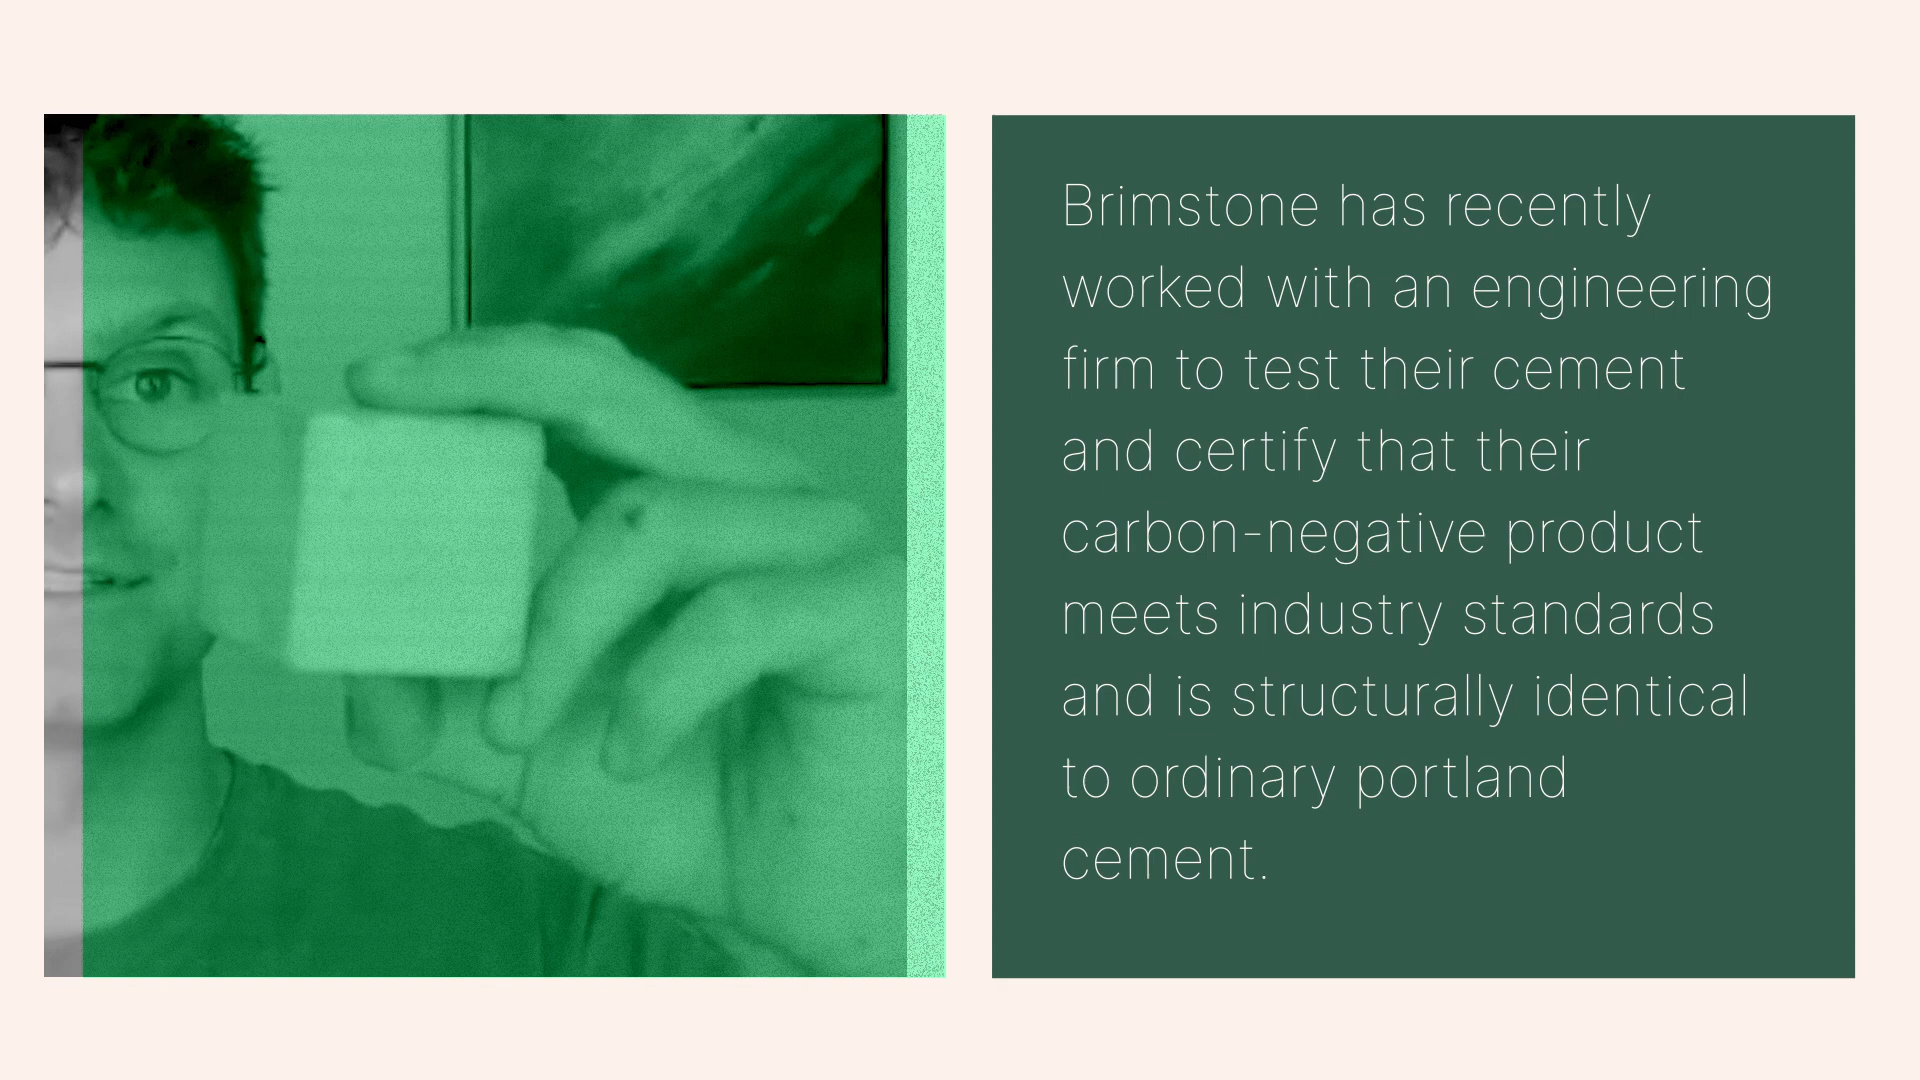 Brimstone has recently
worked with an engineering
firm to test their cement
and certify that their
carbon-negative product
meets industry standards
and is structurally identical
to ordinary portland
cement.